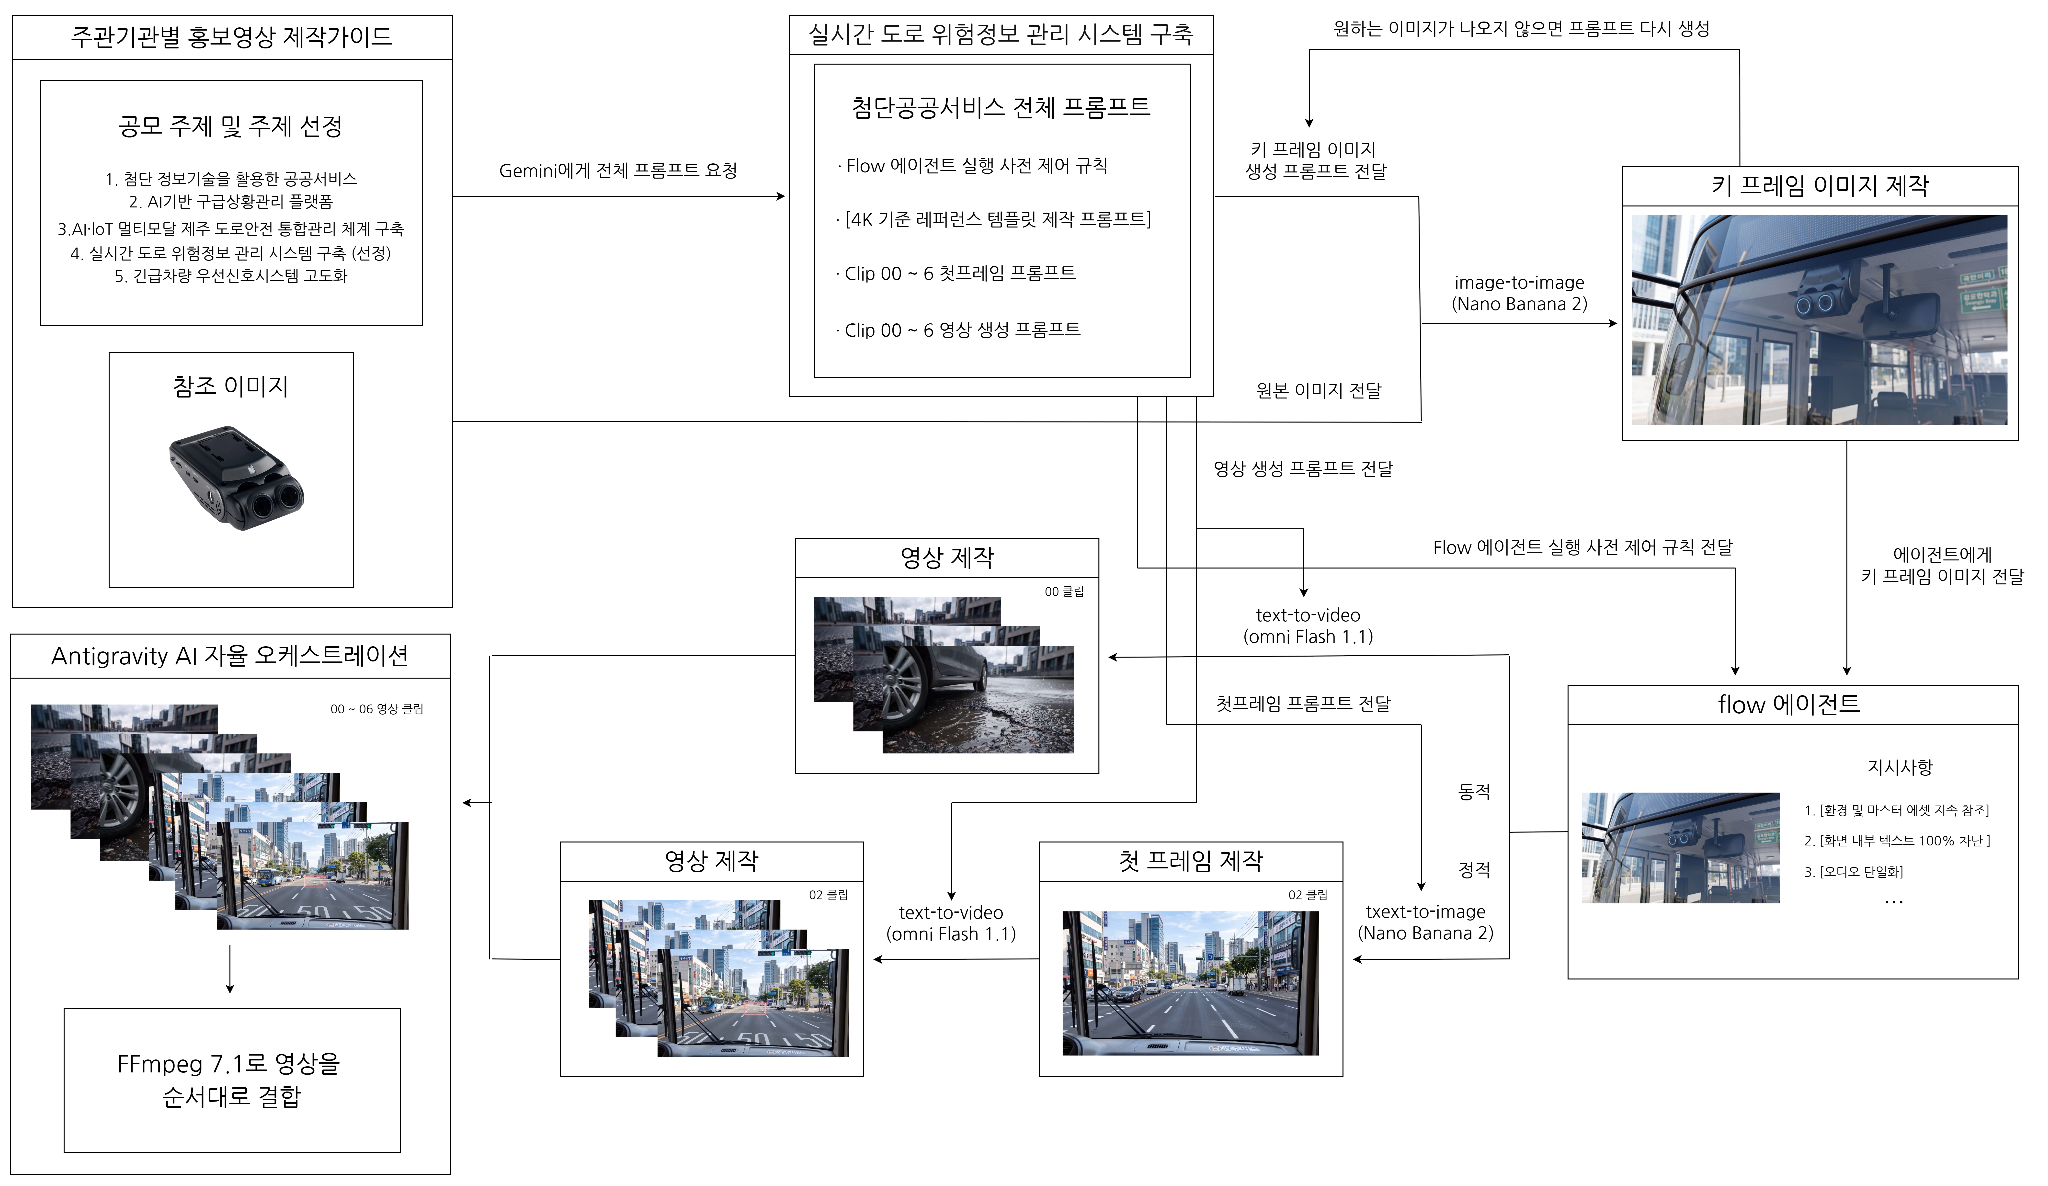 주관기관별 홍보영상 제작가이드
공모 주제 및 주제 선정
1. 첨단 정보기술을 활용한 공공서비스
2. AI기반 구급상황관리 플랫폼
3.AI·IoT 멀티모달 제주 도로안전 통합관리 체계 구축
4. 실시간 도로 위험정보 관리 시스템 구축 (선정)
5. 긴급차량 우선신호시스템 고도화
참조 이미지
Gemini에게 전체 프롬프트 요청
실시간 도로 위험정보 관리 시스템 구축
첨단공공서비스 전체 프롬프트
· Flow 에이전트 실행 사전 제어 규칙
· [4K 기준 레퍼런스 템플릿 제작 프롬프트]
· Clip 00 ~ 6 첫프레임 프롬프트
· Clip 00 ~ 6 영상 생성 프롬프트
원하는 이미지가 나오지 않으면 프롬프트 다시 생성
키 프레임 이미지
생성 프롬프트 전달
image-to-image
(Nano Banana 2)
원본 이미지 전달
키 프레임 이미지 제작
영상 생성 프롬프트 전달
Flow 에이전트 실행 사전 제어 규칙 전달
에이전트에게
키 프레임 이미지 전달
text-to-video
(omni Flash 1.1)
영상 제작
00 클립
첫프레임 프롬프트 전달
flow 에이전트
지시사항
1. [환경 및 마스터 에셋 지속 참조]
2. [화면 내부 텍스트 100% 차단 ]
3. [오디오 단일화]
...
동적
정적
txext-to-image
(Nano Banana 2)
첫 프레임 제작
02 클립
text-to-video
(omni Flash 1.1)
영상 제작
02 클립
50 50
Antigravity AI 자율 오케스트레이션
00 ~ 06 영상 클립
50 50
FFmpeg 7.1로 영상을
순서대로 결합